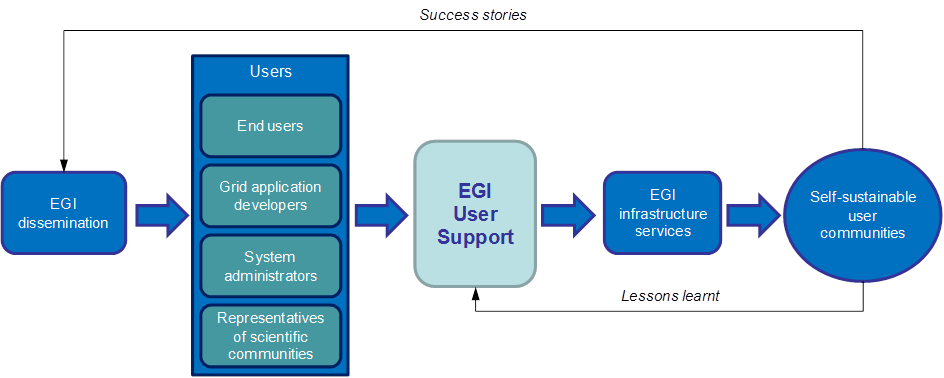 Success stories
Users
End users
Grid application
developers
System
administrators
Representatives
of scientific
communities
EGI
dissemination
EGI
User
Support
EGI
infrastructure
services
Self-sustainable
user
communities
Lessons learnt